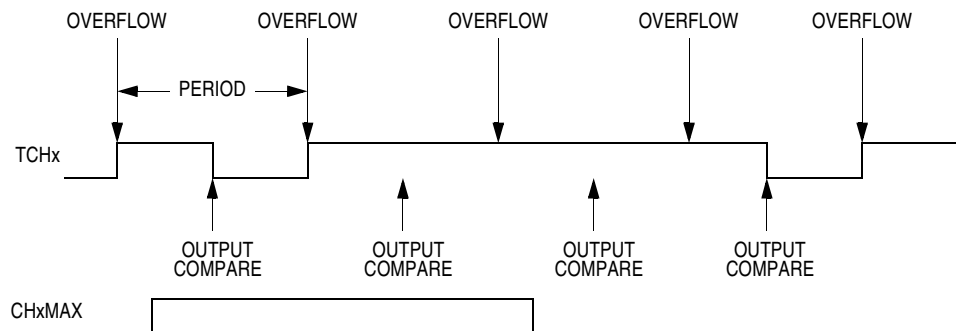 OVERFLOW OVERFLOW OVERFLOW OVERFLOW OVERFLOW
PERIOD
TCHx
OUTPUT COMPARE
OUTPUT COMPARE
OUTPUT COMPARE
OUTPUT COMPARE
CHxMAX